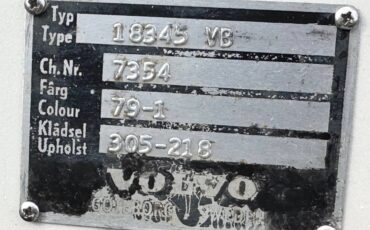 Typ
Type 18345 VB
Ch.Nr. 7354
Färg
Colour 79-1
Klädsel
Upholst 305-218
VOLVO